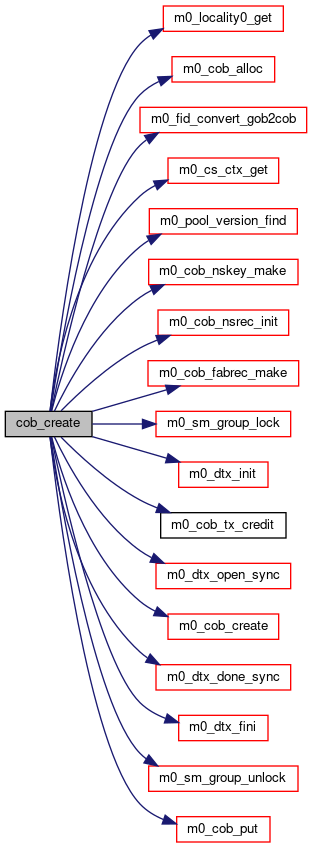 m0_locality0_get
m0_cob_alloc
m0_fid_convert_gob2cob
m0_cs_ctx_get
m0_pool_version_find
m0_cob_nskey_make
m0_cob_nsrec_init
m0_cob_fabrec_make
cob_create
m0_sm_group_lock
m0_dtx_init
m0_cob_tx_credit
m0_dtx_open_sync
m0_cob_create
m0_dtx_done_sync
m0_dtx_fini
m0_sm_group_unlock
m0_cob_put